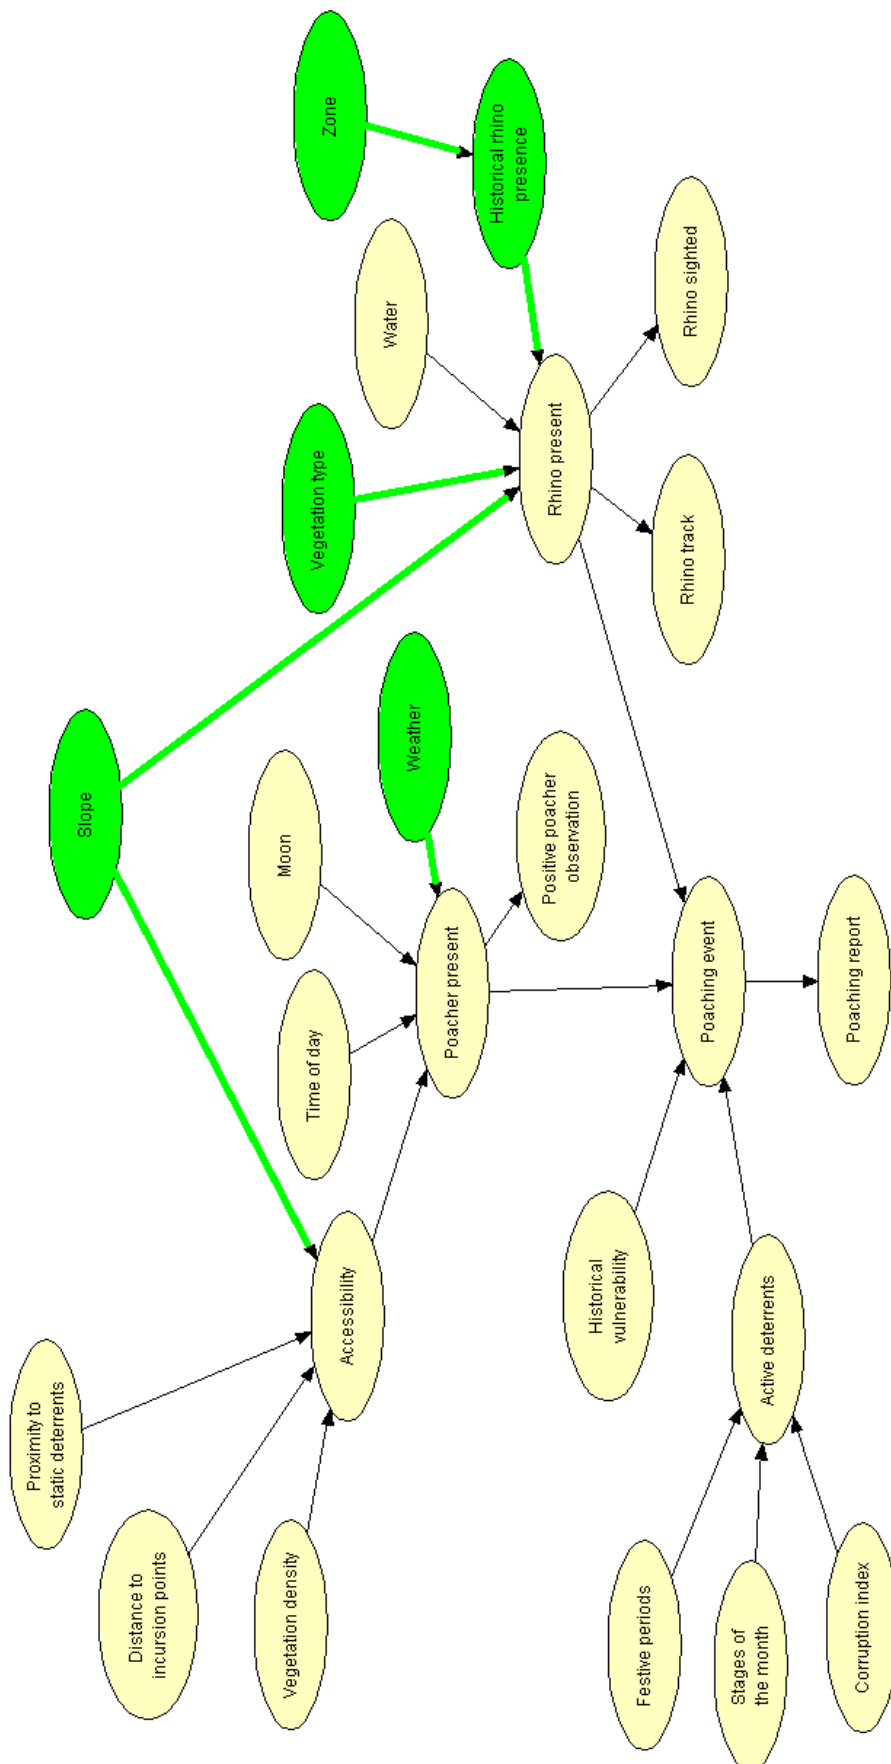 Proximity to
static deterrents
Distance to
incursion points
Vegetation density
Accessibility
Slope
Time of day
Moon
Weather
Poacher present
Positive poacher
observation
Vegetation type
Water
Zone
Historical rhino
presence
Rhino present
Rhino track
Rhino sighted
Historical
vulnerability
Poaching event
Poaching report
Active deterrents
Festive periods
Stages of
the month
Corruption index